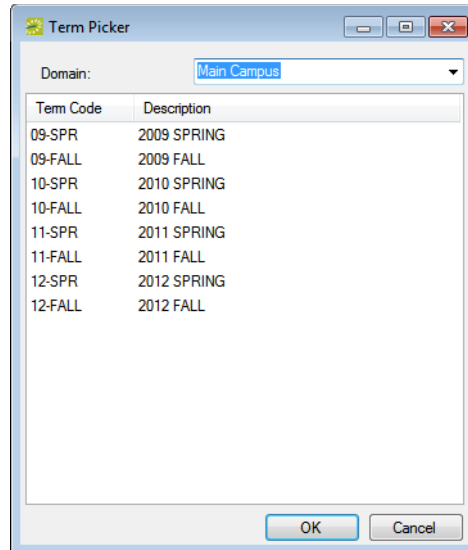 Term Picker
Domain: Main Campus
Term Code Description
09-SPR 2009 SPRING
09-FALL 2009 FALL
10-SPR 2010 SPRING
10-FALL 2010 FALL
11-SPR 2011 SPRING
11-FALL 2011 FALL
12-SPR 2012 SPRING
12-FALL 2012 FALL
OK Cancel